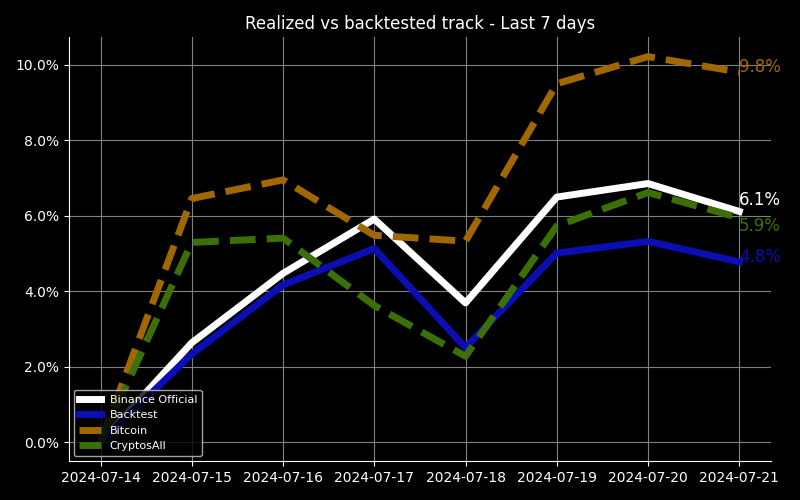 Realized vs backtested track - Last 7 days
10.0%
8.0%
6.0%
4.0%
2.0%
0.0%
9.8%
6.1%
5.9%
4.8%
Binance Official
Backtest
Bitcoin
CryptosAll
2024-07-14 2024-07-15 2024-07-16 2024-07-17 2024-07-18 2024-07-19 2024-07-20 2024-07-21